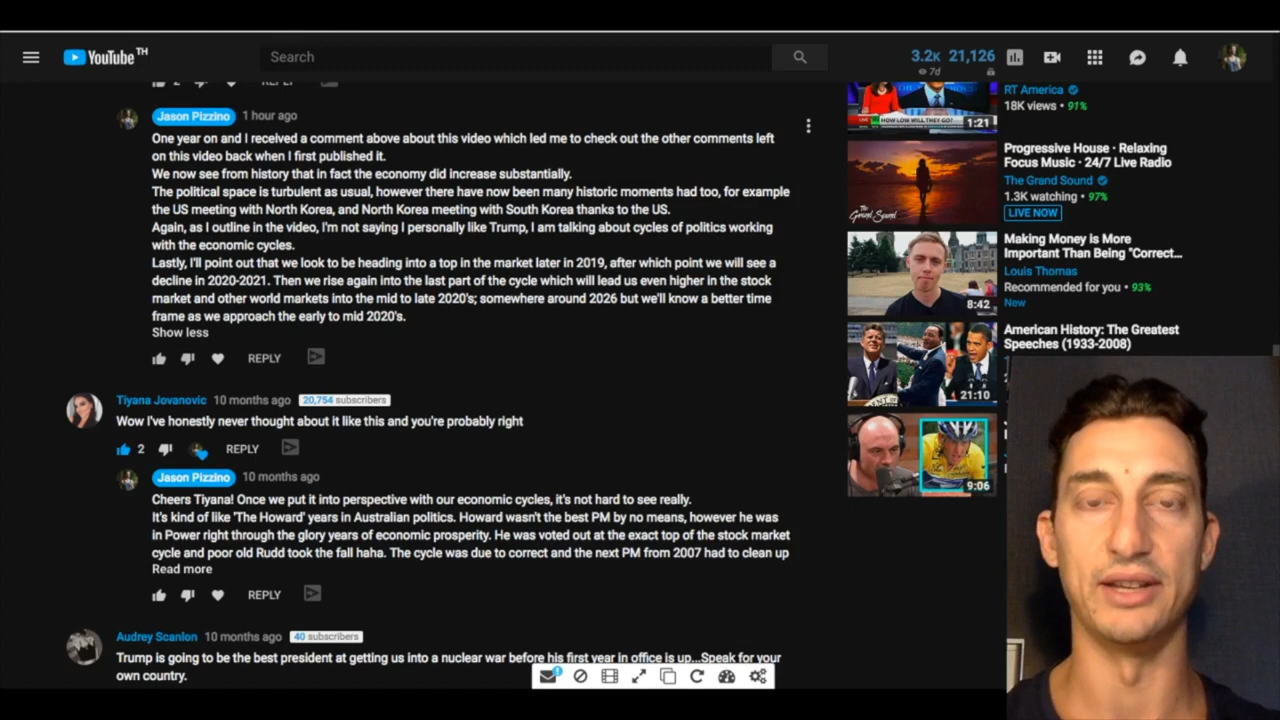 YouTube TH
Search
3.2K 21,126
7d
REPLY
Jason Pizzino 1 hour ago
One year on and I received a comment above about this video which led me to check out the other comments left
on this video back when I first published it.
We now see from history that in fact the economy did increase substantially.
The political space is turbulent as usual, however there have now been many historic moments had too, for example
the US meeting with North Korea, and North Korea meeting with South Korea thanks to the US.
Again, as I outline in the video, I'm not saying I personally like Trump, I am talking about cycles of politics working
with the economic cycles.
Lastly, I'll point out that we look to be heading into a top in the market later in 2019, after which point we will see a
decline in 2020-2021. Then we rise again into the last part of the cycle which will lead us even higher in the stock
market and other world markets into the mid to late 2020's; somewhere around 2026 but we'll know a better time
frame as we approach the early to mid 2020's.
Show less
REPLY
Tiyana Jovanovic 10 months ago 20,754 subscribers
Wow I've honestly never thought about it like this and you're probably right
2 REPLY
Jason Pizzino 10 months ago
Cheers Tiyana! Once we put it into perspective with our economic cycles, it's not hard to see really.
It's kind of like 'The Howard' years in Australian politics. Howard wasn't the best PM by no means, however he was
in Power right through the glory years of economic prosperity. He was voted out at the exact top of the stock market
cycle and poor old Rudd took the fall haha. The cycle was due to correct and the next PM from 2007 had to clean up
Read more
REPLY
Audrey Scanlon 10 months ago 40 subscribers
Trump is going to be the best president at getting us into a nuclear war before his first year in office is up...Speak for your
own country.
HOW LOW WILL THEY GO?
1:21
RT America
18K views • 91%
The Grand Sound
Progressive House · Relaxing
Focus Music · 24/7 Live Radio
The Grand Sound
1.3K watching • 97%
LIVE NOW
8:42
Making Money is More
Important Than Being "Correct...
Louis Thomas
Recommended for you • 93%
New
21:10
American History: The Greatest
Speeches (1933-2008)
9:06